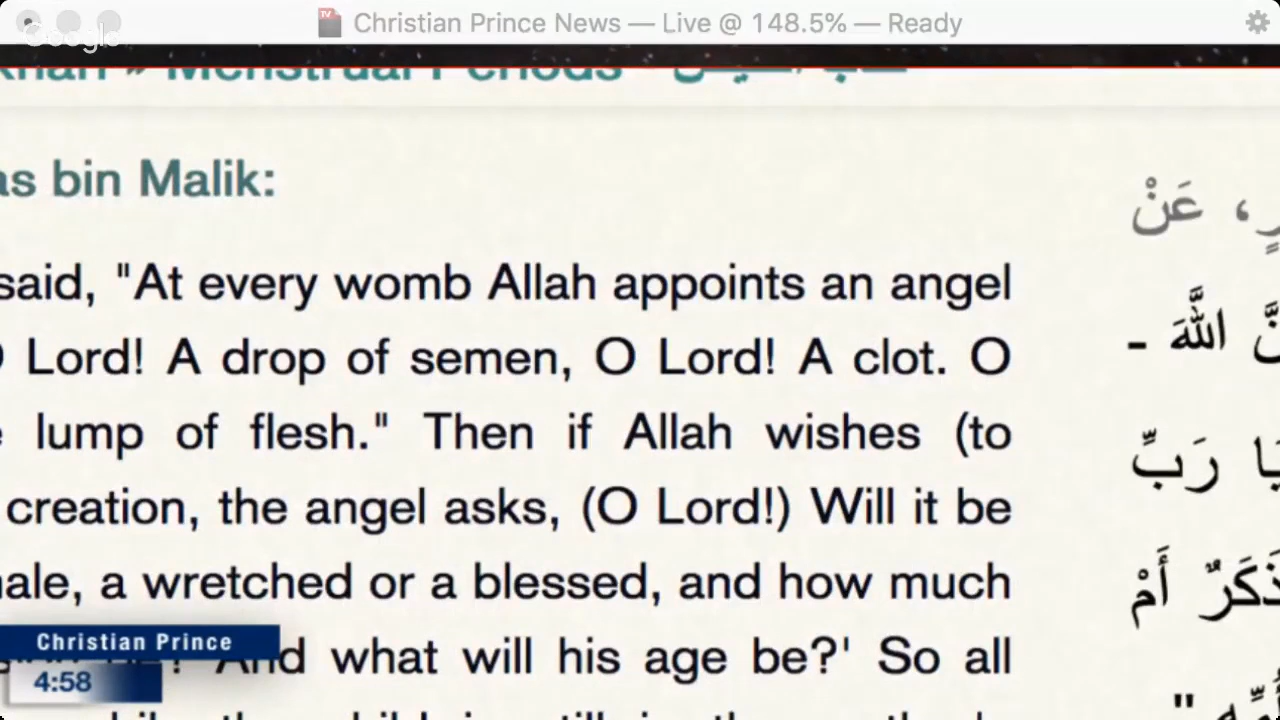 Christian Prince News — Live @ 148.5% — Ready
Google
Menstrual Periods
as bin Malik:
عَنْ
said, "At every womb Allah appoints an angel
اللَّهَ ـ
Lord! A drop of semen, O Lord! A clot. O
lump of flesh." Then if Allah wishes (to
يَا رَبِّ
creation, the angel asks, (O Lord!) Will it be
ale, a wretched or a blessed, and how much
أَذَكَرٌ أَمْ
Christian Prince
And what will his age be?' So all
4:58